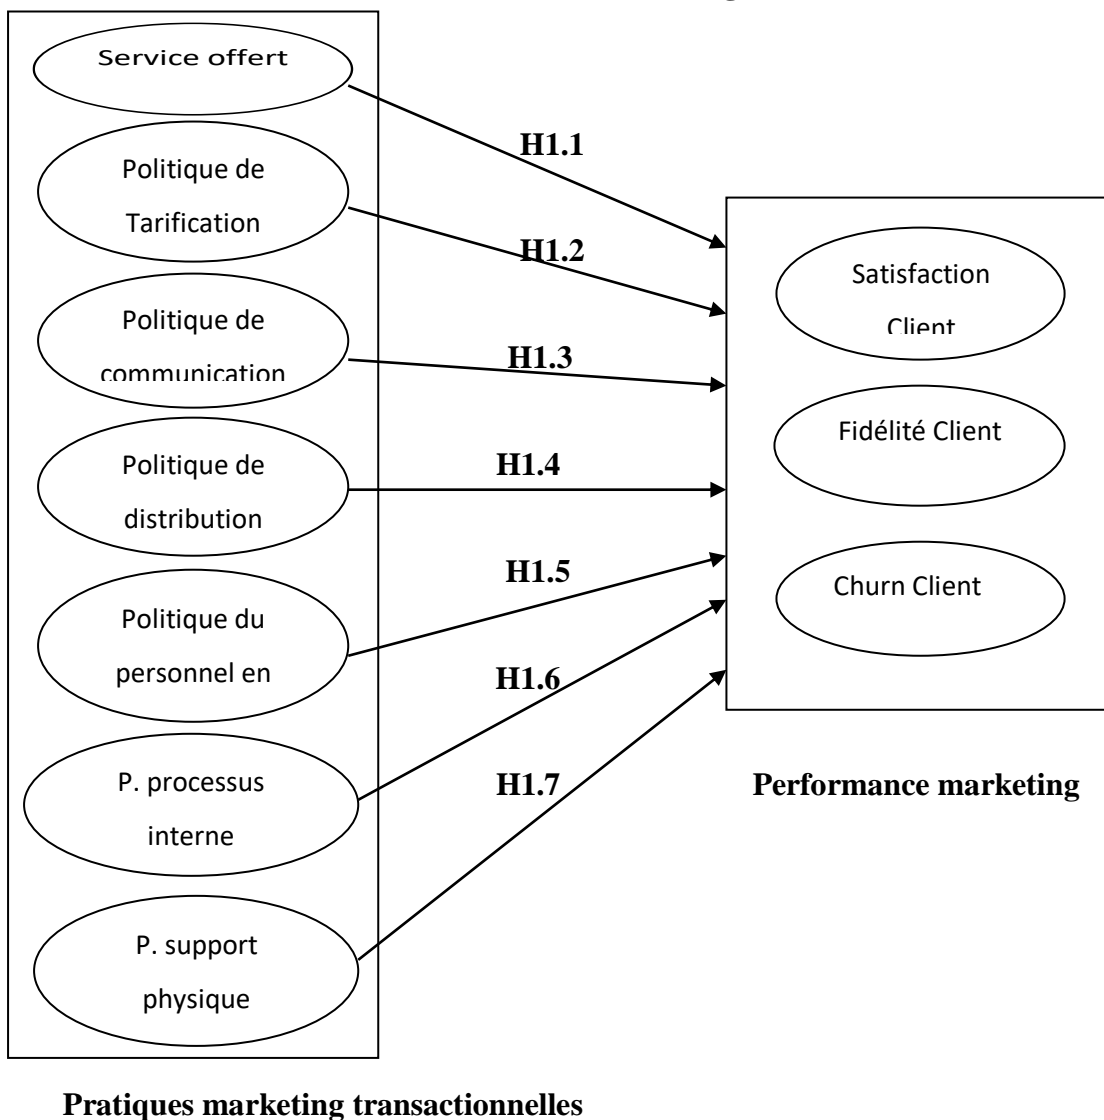 Service offert
Politique de
Tarification
Politique de
communication
Politique de
distribution
Politique du
personnel en
P. processus
interne
P. support
physique
H1.1
H1.2
H1.3
H1.4
H1.5
H1.6
H1.7
Satisfaction
Client
Fidélité Client
Churn Client
Performance marketing
Pratiques marketing transactionnelles